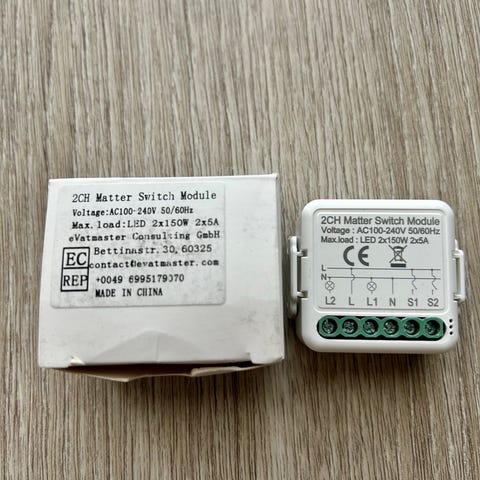 2CH Matter Switch Module
Voltage:AC100-240V 50/60Hz
Max.load:LED 2x150W 2x5A
eVatmaster Consulting GmbH
Bettinastr.30,60325
EC
contact@evatmaster.com
REP
+0049 6995179070
MADE IN CHINA
2CH Matter Switch Module
Voltage : AC100-240V 50/60Hz
Max.load : LED 2x150W 2x5A
CE
L
N
L2 L L1 N S1 S2